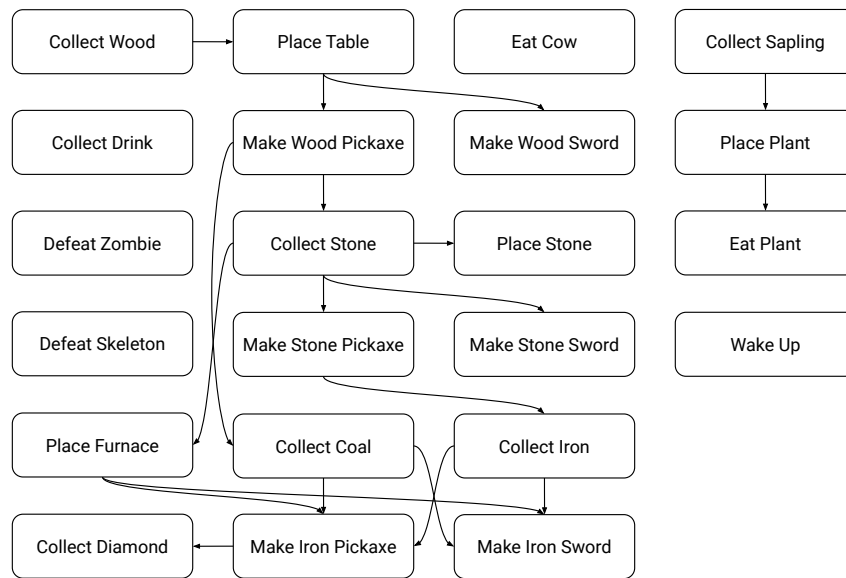 Collect Wood
Place Table
Eat Cow
Collect Sapling
Collect Drink
Make Wood Pickaxe
Make Wood Sword
Place Plant
Defeat Zombie
Collect Stone
Place Stone
Eat Plant
Defeat Skeleton
Make Stone Pickaxe
Make Stone Sword
Wake Up
Place Furnace
Collect Coal
Collect Iron
Collect Diamond
Make Iron Pickaxe
Make Iron Sword